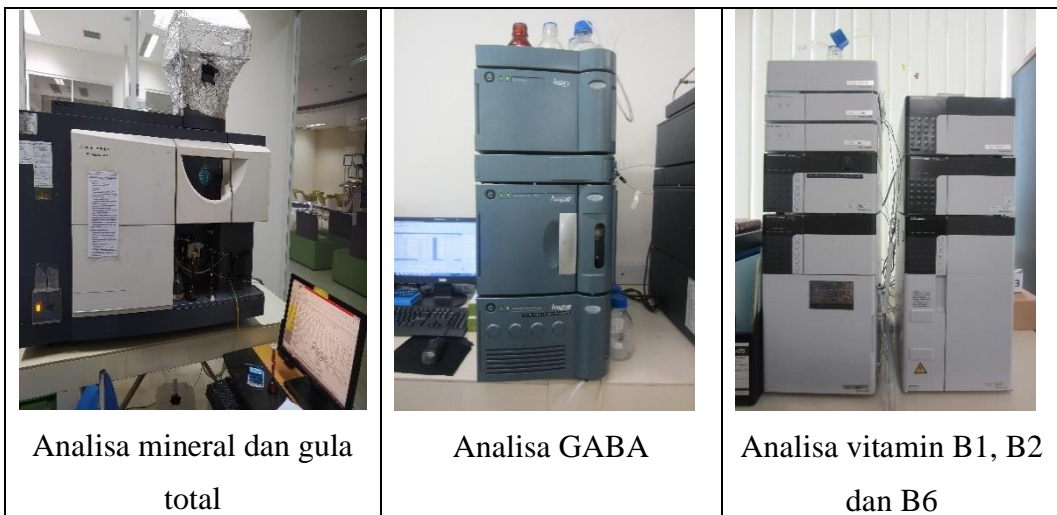 Analisa mineral dan gula
total
Analisa GABA
Analisa vitamin B1, B2
dan B6